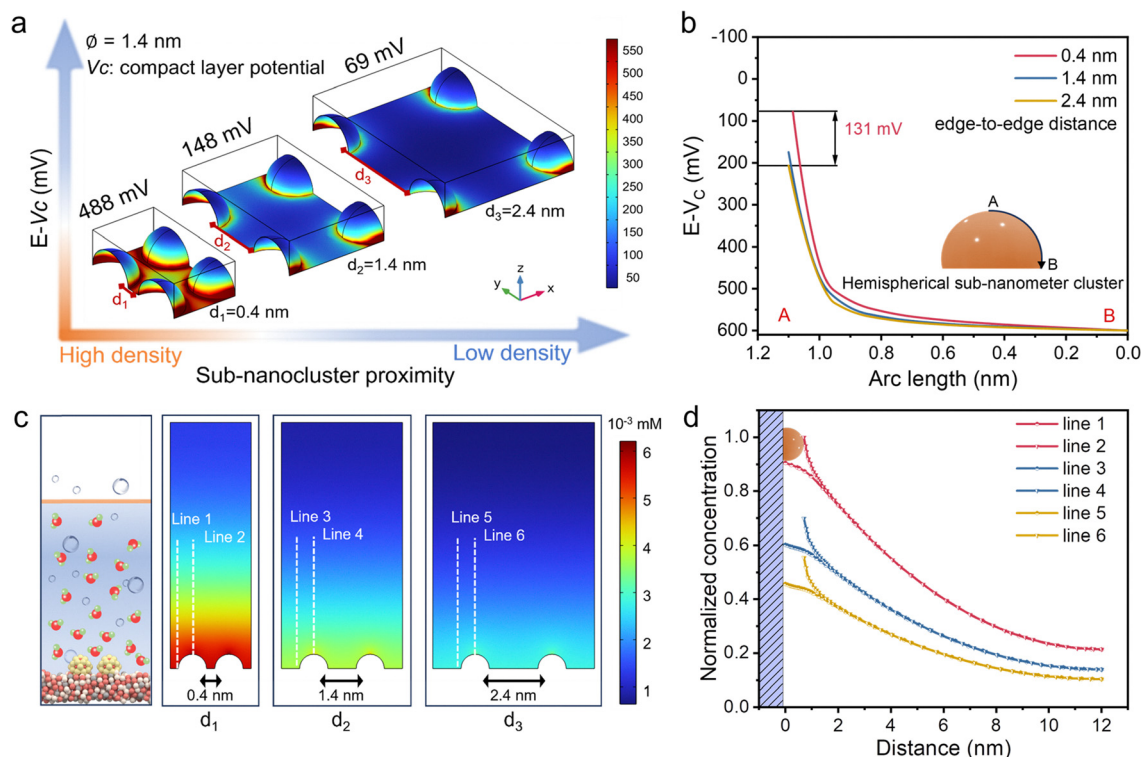 a
Ø = 1.4 nm
Vc: compact layer potential
E-Vc (mV)
488 mV
148 mV
69 mV
d1
d2
d3
d1=0.4 nm
d2=1.4 nm
d3=2.4 nm
z
y
x
550
500
450
400
350
300
250
200
150
100
50
High density
Low density
Sub-nanocluster proximity
b
-100
0
100
200
300
400
500
600
E-VC (mV)
0.4 nm
1.4 nm
2.4 nm
edge-to-edge distance
131 mV
A
B
Hemispherical sub-nanometer cluster
A
B
1.2
1.0
0.8
0.6
0.4
0.2
0.0
Arc length (nm)
c
Line 1
Line 2
0.4 nm
d1
Line 3
Line 4
1.4 nm
d2
Line 5
Line 6
2.4 nm
d3
10-3 mM
6
5
4
3
2
1
d
1.0
0.8
0.6
0.4
0.2
0.0
Normalized concentration
line 1
line 2
line 3
line 4
line 5
line 6
0
2
4
6
8
10
12
Distance (nm)